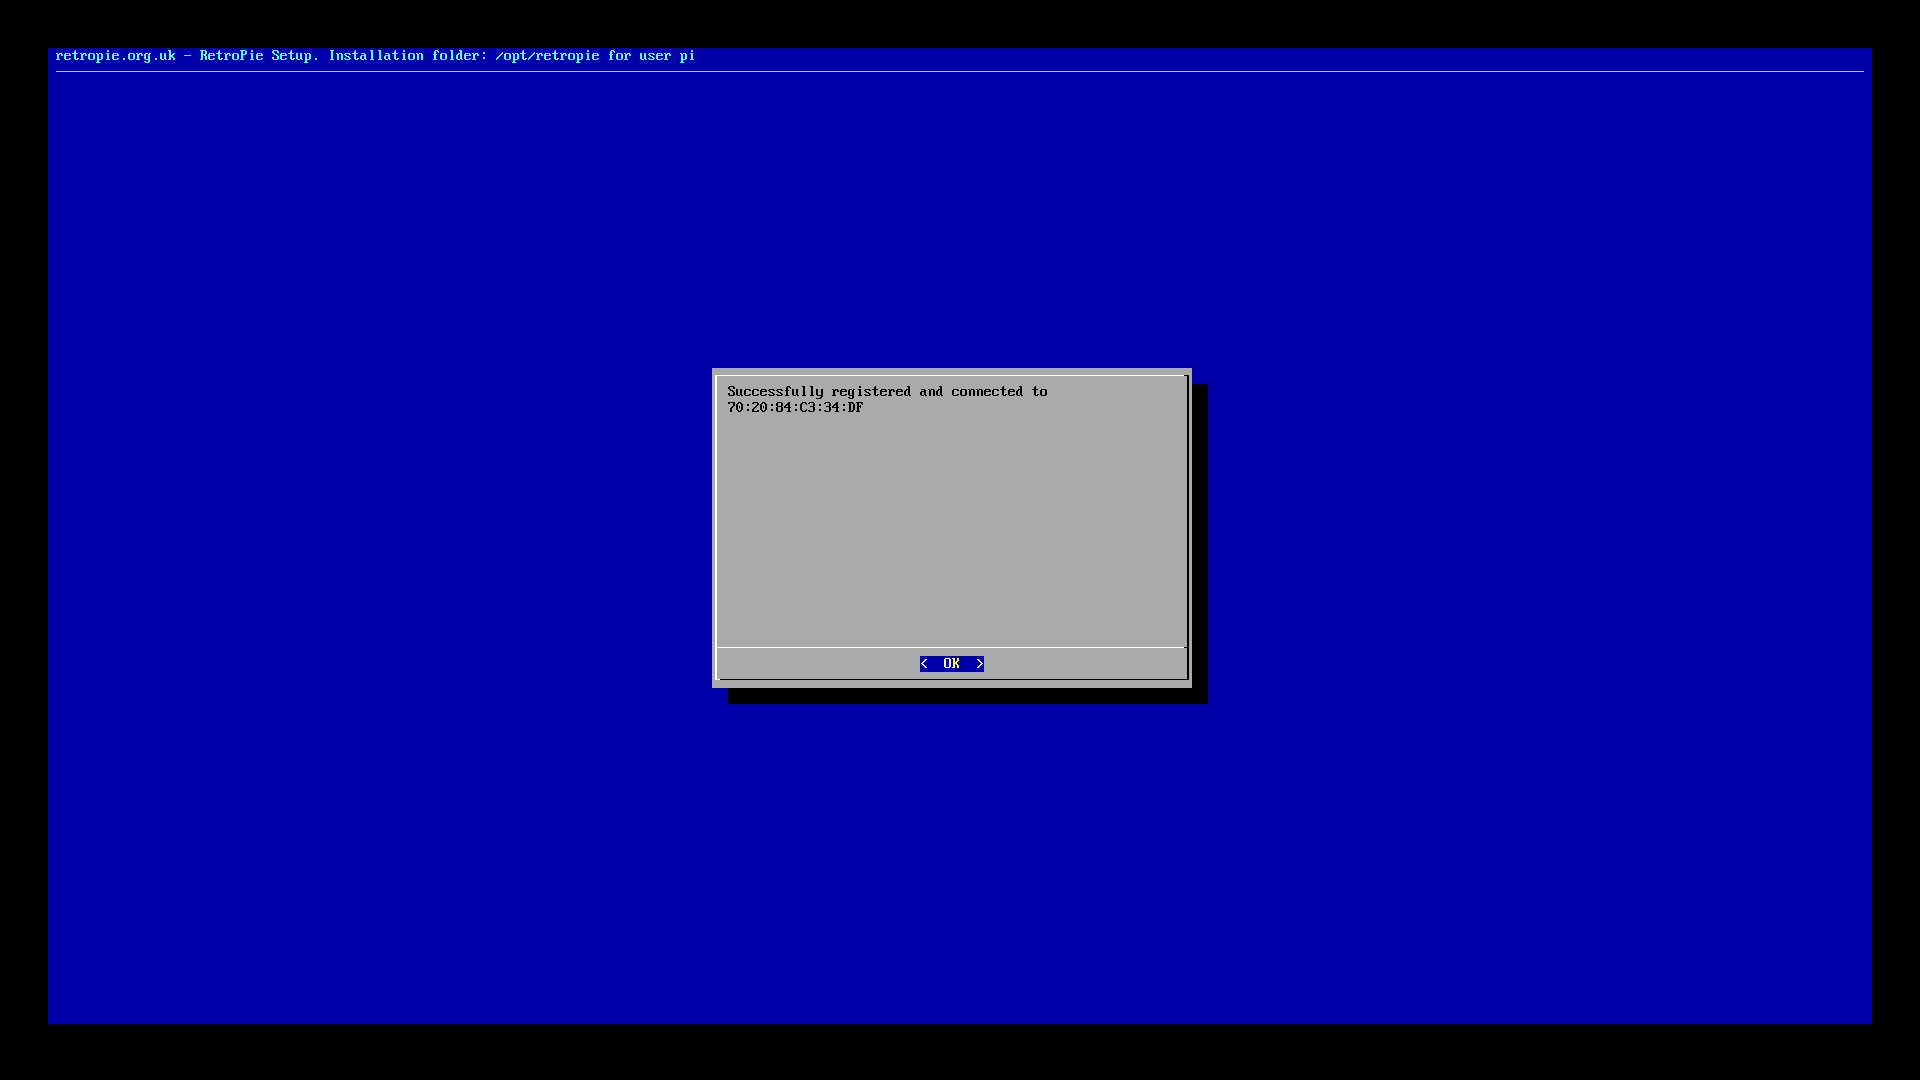 retropie.org.uk - RetroPie Setup. Installation folder: /opt/retropie for user pi
Successfully registered and connected to
70:20:84:C3:34:DF
< OK >